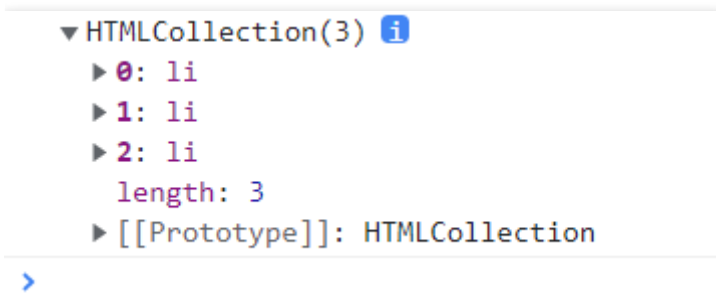 ▼HTMLCollection(3) i
▶0: li
▶1: li
▶2: li
length: 3
▶[[Prototype]]: HTMLCollection
>